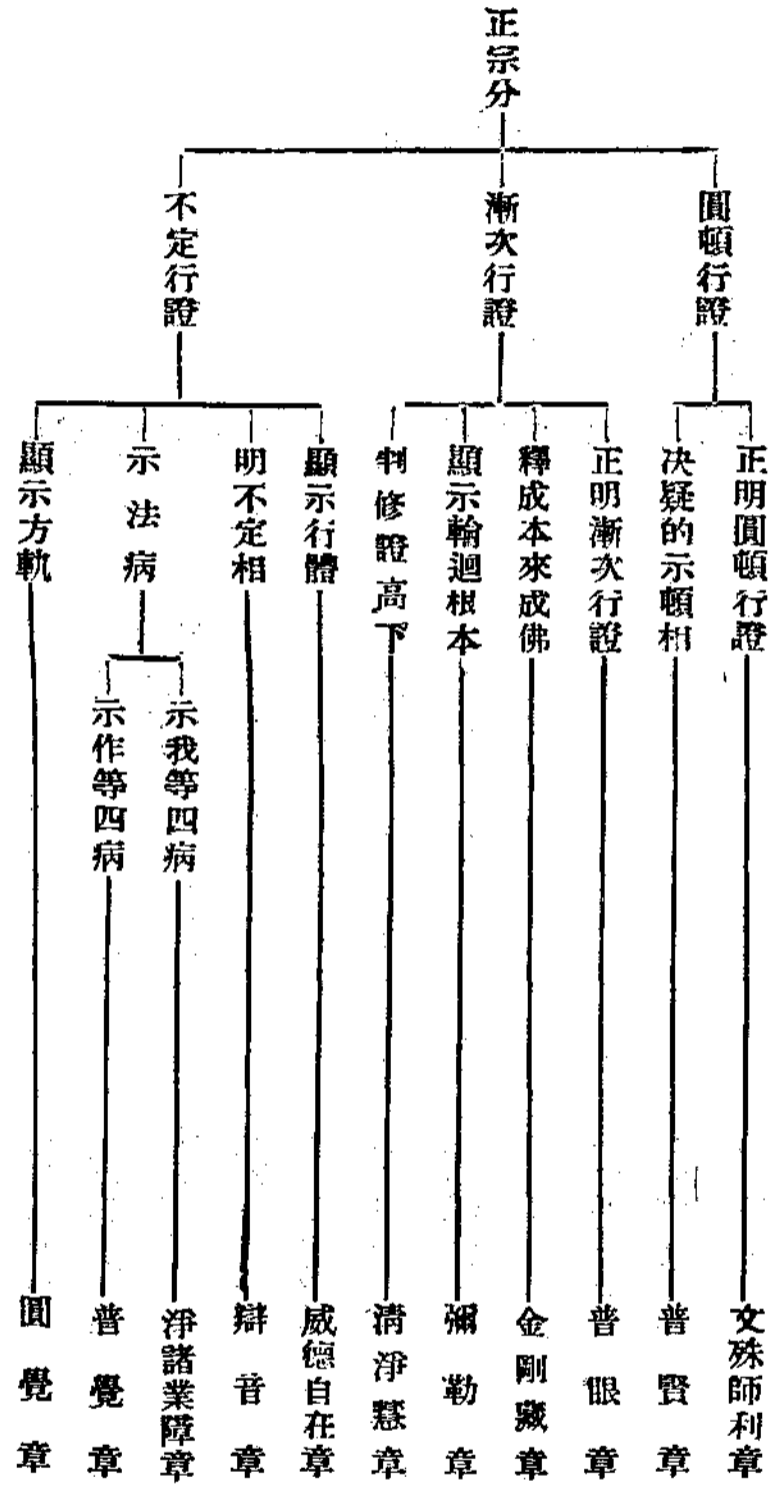 正宗分
圓頓行證
漸次行證
不定行證
正明圓頓行證
决疑的示頓相
正明漸次行證
釋成本來成佛
顯示輪迴根本
判修證高下
顯示行體
明不定相
示法病
顯示方軌
示我等四病
示作等四病
文殊師利章
普賢章
普眼章
金剛藏章
彌勒章
淸淨慧章
威德自在章
辯音章
淨諸業障章
普覺章
圓覺章